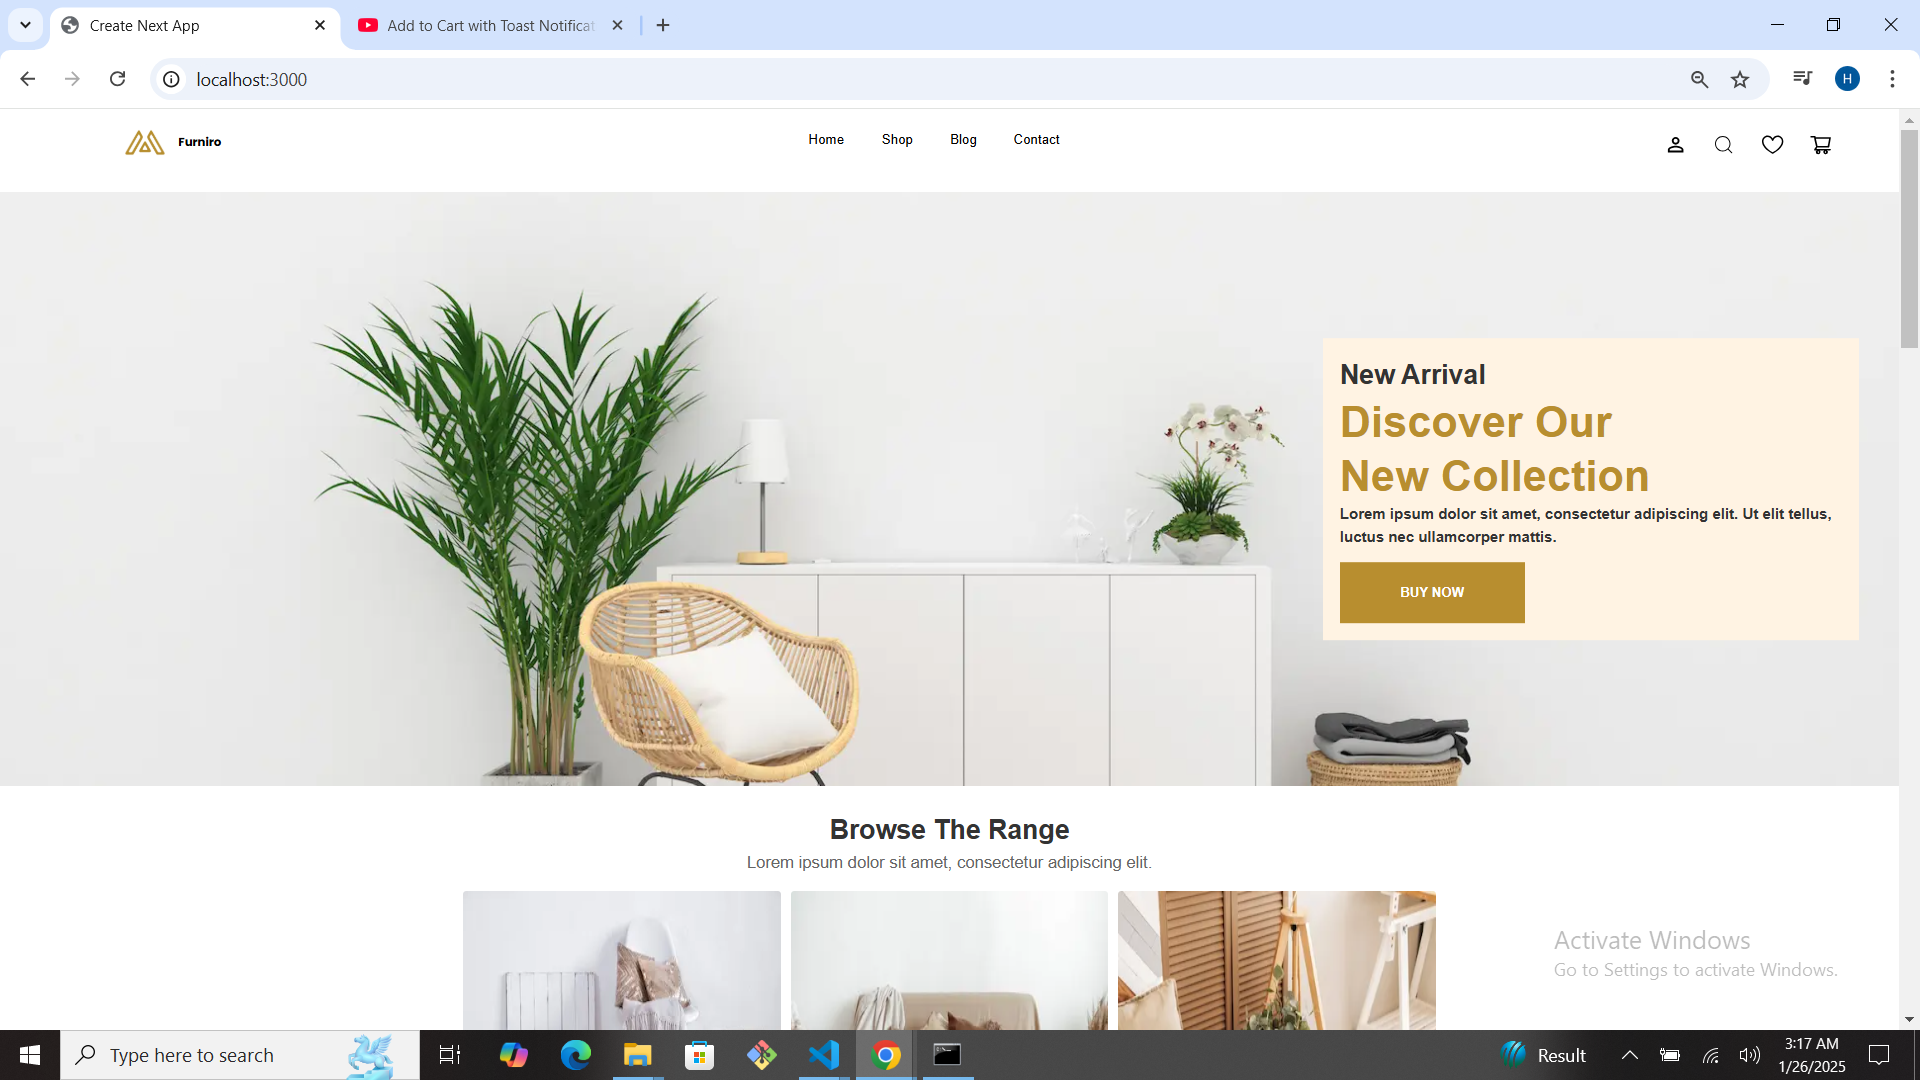 Create Next App
Add to Cart with Toast Notificat
localhost:3000
H
Furniro
Home
Shop
Blog
Contact
New Arrival
Discover Our
New Collection
Lorem ipsum dolor sit amet, consectetur adipiscing elit. Ut elit tellus,
luctus nec ullamcorper mattis.
BUY NOW
Browse The Range
Lorem ipsum dolor sit amet, consectetur adipiscing elit.
Activate Windows
Go to Settings to activate Windows.
Type here to search
Result
3:17 AM
1/26/2025